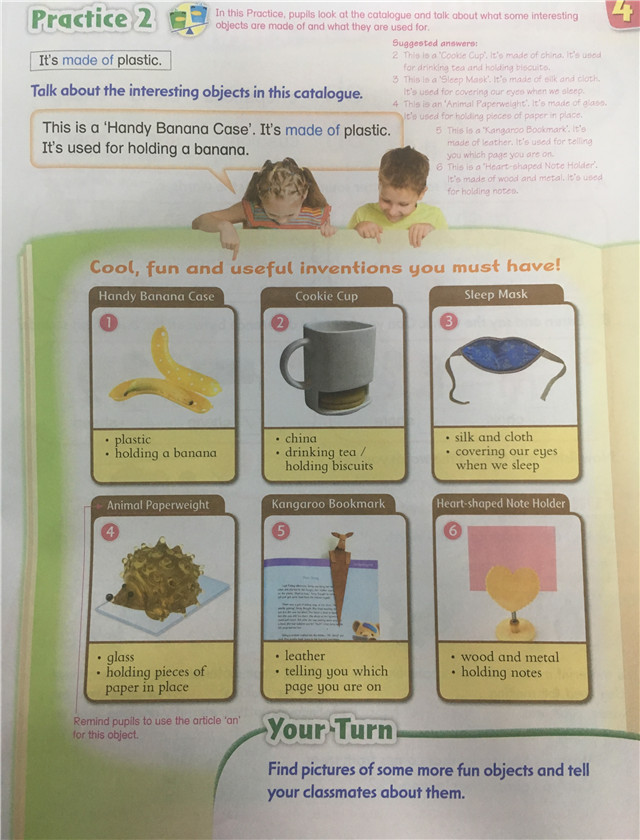 Practice 2
In this Practice, pupils look at the catalogue and talk about what some interesting
objects are made of and what they are used for.
4
It's made of plastic.
Talk about the interesting objects in this catalogue.
This is a 'Handy Banana Case'. It's made of plastic.
It's used for holding a banana.
Suggested answers:
2 This is a 'Cookie Cup'. It's made of china. It's used
for drinking tea and holding biscuits.
3 This is a 'Sleep Mask'. It's made of silk and cloth.
It's used for covering our eyes when we sleep.
4 This is an 'Animal Paperweight'. It's made of glass.
It's used for holding pieces of paper in place.
5 This is a 'Kangaroo Bookmark'. It's
made of leather. It's used for telling
you which page you are on.
6 This is a 'Heart-shaped Note Holder'.
It's made of wood and metal. It's used
for holding notes.
Cool, fun and useful inventions you must have!
Handy Banana Case
1
• plastic
• holding a banana
Cookie Cup
2
• china
• drinking tea /
holding biscuits
Sleep Mask
3
• silk and cloth
• covering our eyes
when we sleep
Animal Paperweight
4
• glass
• holding pieces of
paper in place
Kangaroo Bookmark
5
• leather
• telling you which
page you are on
Heart-shaped Note Holder
6
• wood and metal
• holding notes
Remind pupils to use the article 'an'
for this object.
Your Turn
Find pictures of some more fun objects and tell
your classmates about them.